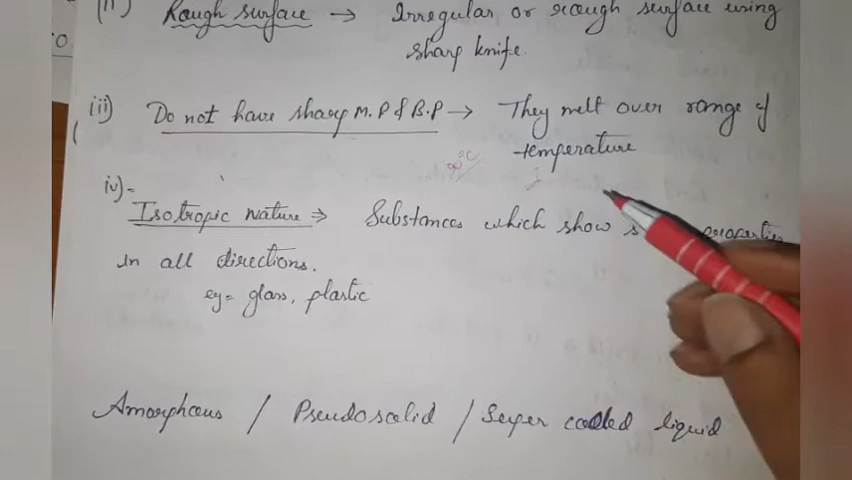 (ii) Rough surface → Irregular or rough surface using
sharp knife.
iii) Do not have sharp M.P & B.P → They melt over range of
temperature
°C
iv)= Isotropic nature ⇒ Substances which show s properties
in all directions.
eg= glass, plastic
Amorphous / Pseudosolid / Super cooled liquid